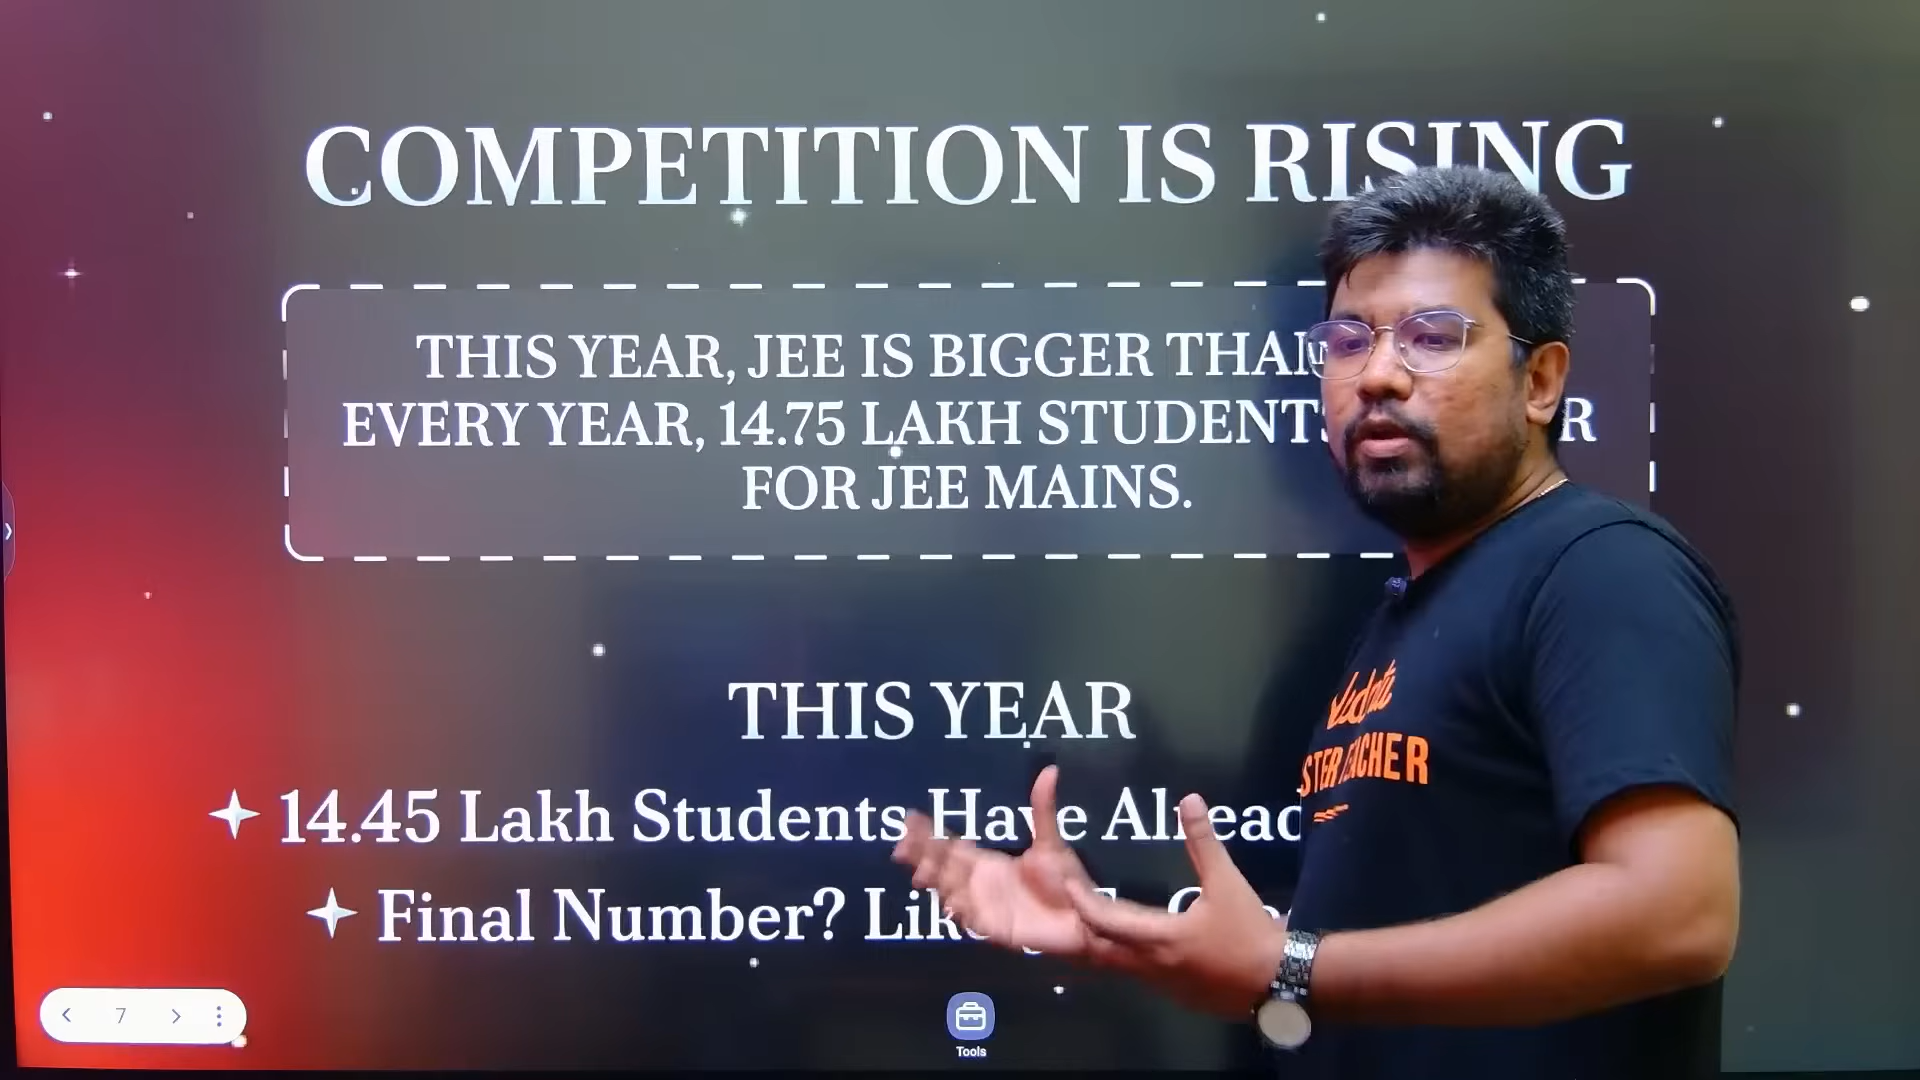 COMPETITION IS RISING
THIS YEAR, JEE IS BIGGER THAN
EVERY YEAR, 14.75 LAKH STUDENTS
FOR JEE MAINS.
THIS YEAR
14.45 Lakh Students Have
Final Number?
7
Tools